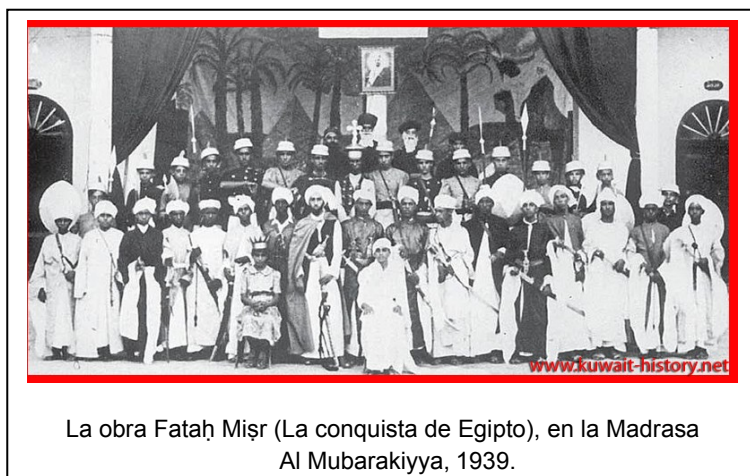 www.kuwait-history.net
La obra Fataḥ Miṣr (La conquista de Egipto), en la Madrasa
Al Mubarakiyya, 1939.